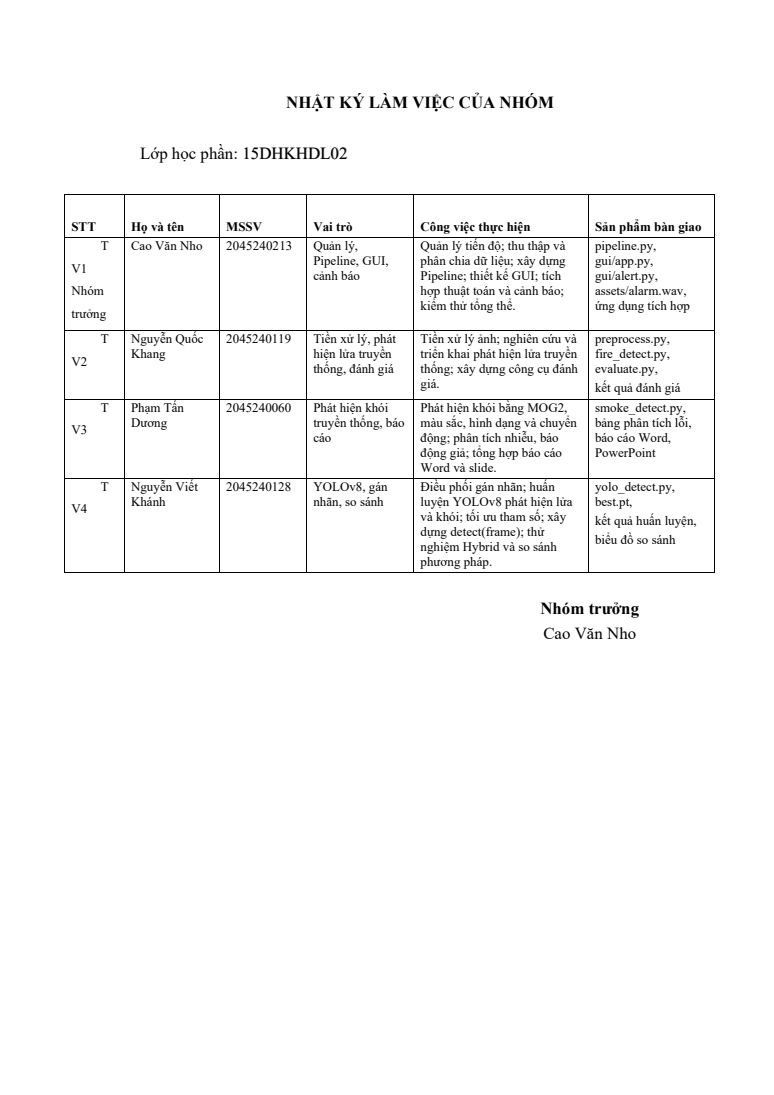 NHẬT KÝ LÀM VIỆC CỦA NHÓM
Lớp học phần: 15DHKHDL02
STT Họ và tên MSSV Vai trò Công việc thực hiện Sản phẩm bàn giao
T
V1
Nhóm
trưởng
Cao Văn Nho
2045240213
Quản lý,
Pipeline, GUI,
cảnh báo
Quản lý tiến độ; thu thập và
phân chia dữ liệu; xây dựng
Pipeline; thiết kế GUI; tích
hợp thuật toán và cảnh báo;
kiểm thử tổng thể.
pipeline.py,
gui/app.py,
gui/alert.py,
assets/alarm.wav,
ứng dụng tích hợp
T
V2
Nguyễn Quốc
Khang
2045240119
Tiền xử lý, phát
hiện lửa truyền
thống, đánh giá
Tiền xử lý ảnh; nghiên cứu và
triển khai phát hiện lửa truyền
thống; xây dựng công cụ đánh
giá.
preprocess.py,
fire_detect.py,
evaluate.py,
kết quả đánh giá
T
V3
Phạm Tấn
Dương
2045240060
Phát hiện khói
truyền thống, báo
cáo
Phát hiện khói bằng MOG2,
màu sắc, hình dạng và chuyển
động; phân tích nhiễu, báo
động giả; tổng hợp báo cáo
Word và slide.
smoke_detect.py,
bảng phân tích lỗi,
báo cáo Word,
PowerPoint
T
V4
Nguyễn Viết
Khánh
2045240128
YOLOv8, gán
nhãn, so sánh
Điều phối gán nhãn; huấn
luyện YOLOv8 phát hiện lửa
và khói; tối ưu tham số; xây
dựng detect(frame); thử
nghiệm Hybrid và so sánh
phương pháp.
yolo_detect.py,
best.pt,
kết quả huấn luyện,
biểu đồ so sánh
Nhóm trưởng
Cao Văn Nho